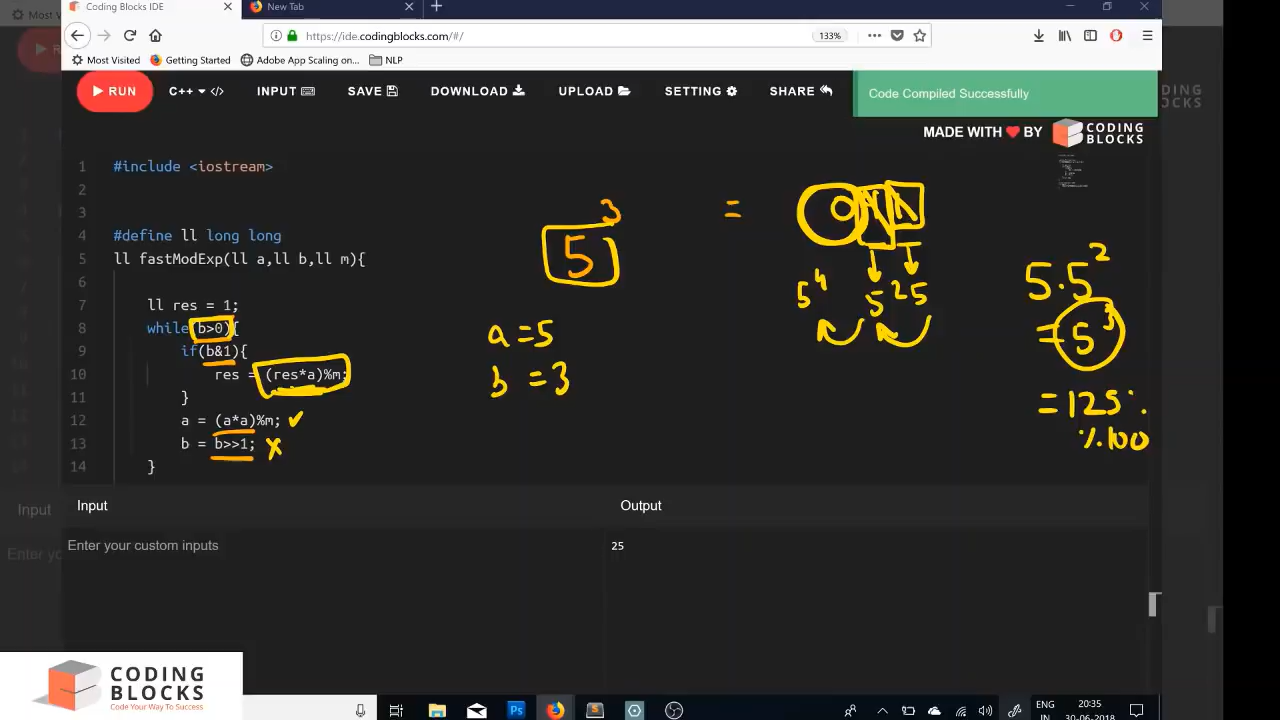 Coding Blocks IDE
New Tab
https://ide.codingblocks.com/#/
133%
Most Visited
Getting Started
Adobe App Scaling on...
NLP
RUN
C++
INPUT
SAVE
DOWNLOAD
UPLOAD
SETTING
SHARE
Code Compiled Successfully
MADE WITH BY CODING BLOCKS
1 #include <iostream>
2
3
4 #define ll long long
5 ll fastModExp(ll a,ll b,ll m){
6
7 ll res = 1;
8 while(b>0){
9 if(b&1){
10 res = (res*a)%m;
11 }
12 a = (a*a)%m;
13 b = b>>1;
14 }
5^3 =
5^4 5^2 5
a=5
b=3
5.5^2
=5^3
=125%.
%.100
Input
Output
Enter your custom inputs
25
Input
CODING
BLOCKS
Code Your Way To Success
ENG
IN
20:35
30-06-2018